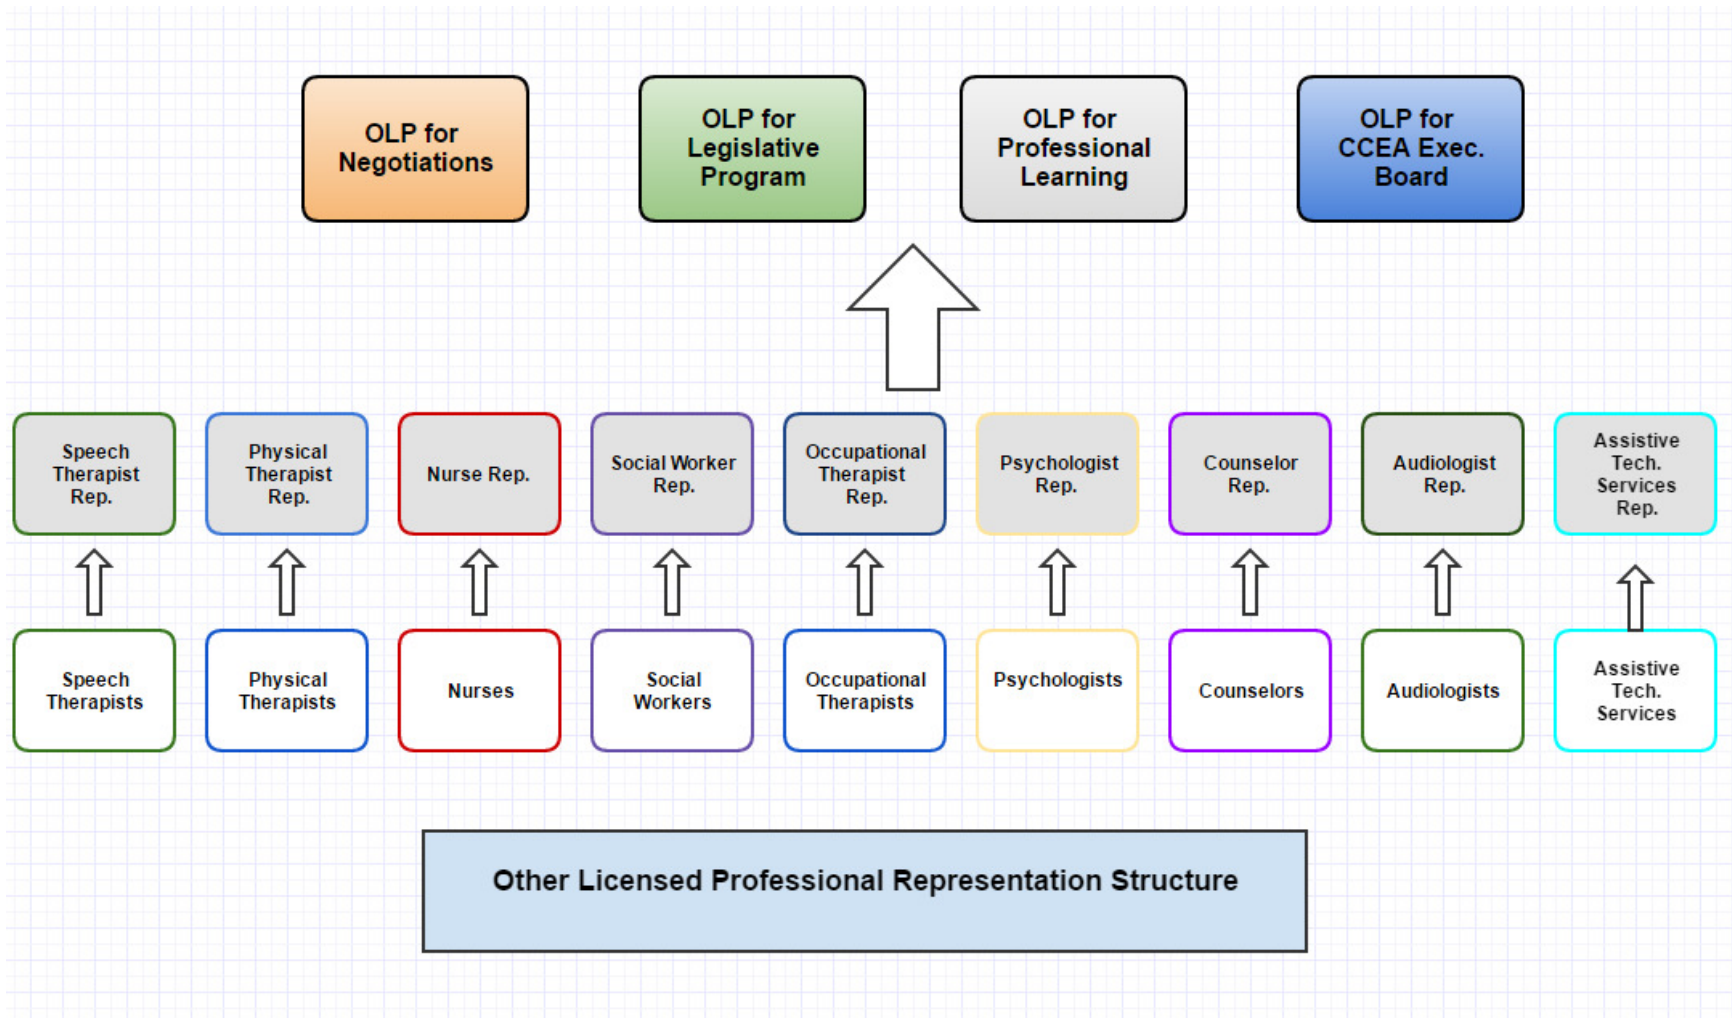 OLP for
Negotiations
OLP for
Legislative
Program
OLP for
Professional
Learning
OLP for
CCEA Exec.
Board
Speech
Therapist
Rep.
Physical
Therapist
Rep.
Nurse Rep.
Social Worker
Rep.
Occupational
Therapist
Rep.
Psychologist
Rep.
Counselor
Rep.
Audiologist
Rep.
Assistive
Tech.
Services
Rep.
Speech
Therapists
Physical
Therapists
Nurses
Social
Workers
Occupational
Therapists
Psychologists
Counselors
Audiologists
Assistive
Tech.
Services
Other Licensed Professional Representation Structure